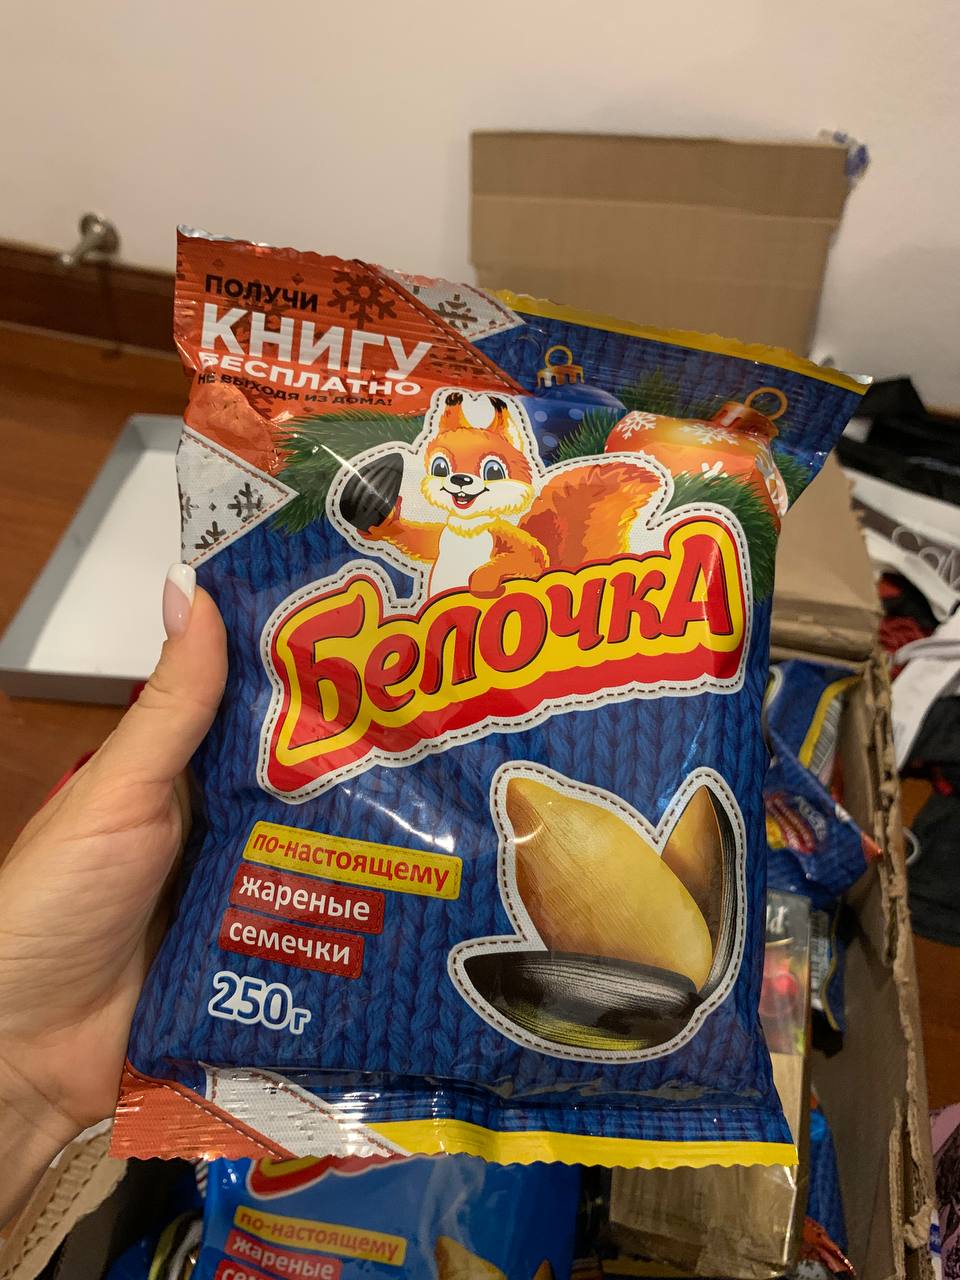 ПОЛУЧИ
КНИГУ
БЕСПЛАТНО
НЕ ВЫХОДЯ ИЗ ДОМА!
БелочкА
по-настоящему
жареные
семечки
250г
по-настоящему
жареные